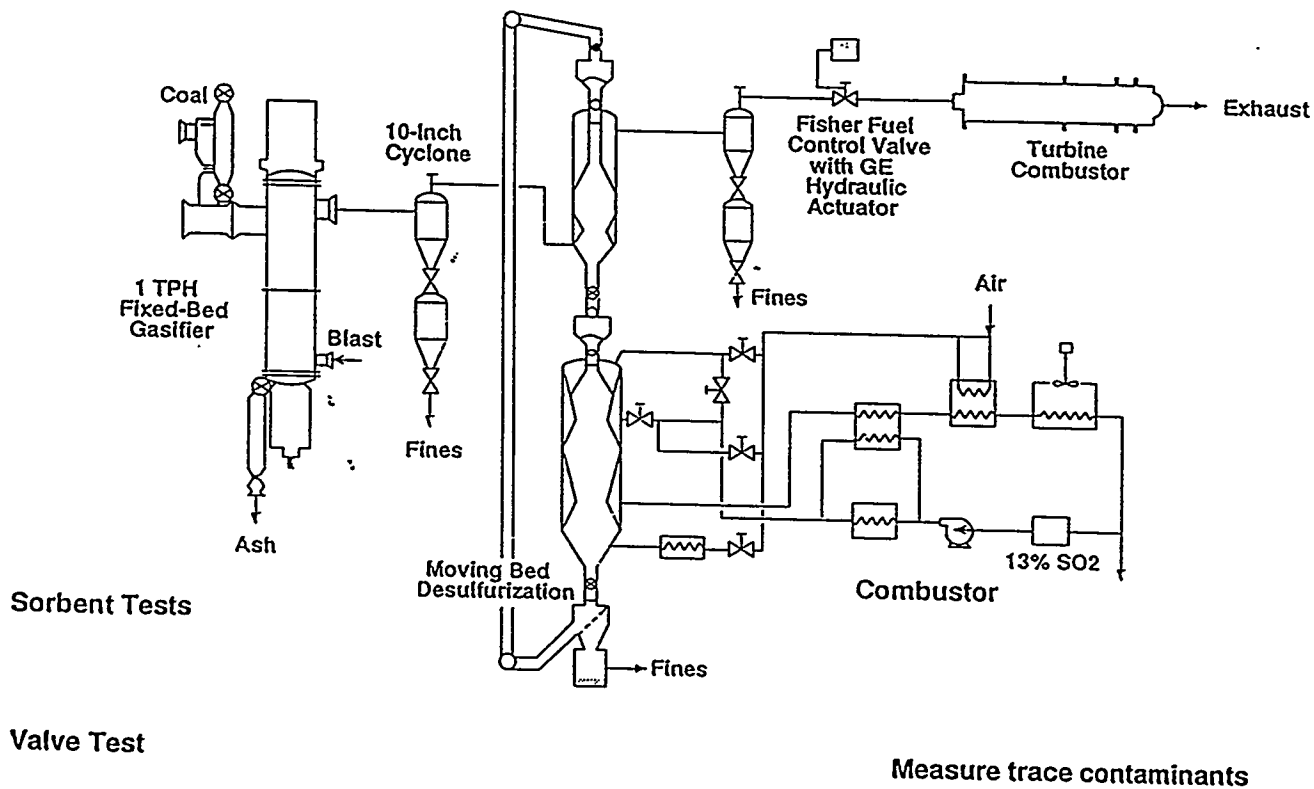 Coal
10-Inch
Cyclone
Fisher Fuel
Control Valve
with GE
Hydraulic
Actuator
Turbine
Combustor
Exhaust
1 TPH
Fixed-Bed
Gasifier
Blast
Fines
Fines
Air
Ash
Moving Bed
Desulfurization
13% SO2
Combustor
Sorbent Tests
Fines
Valve Test
Measure trace contaminants